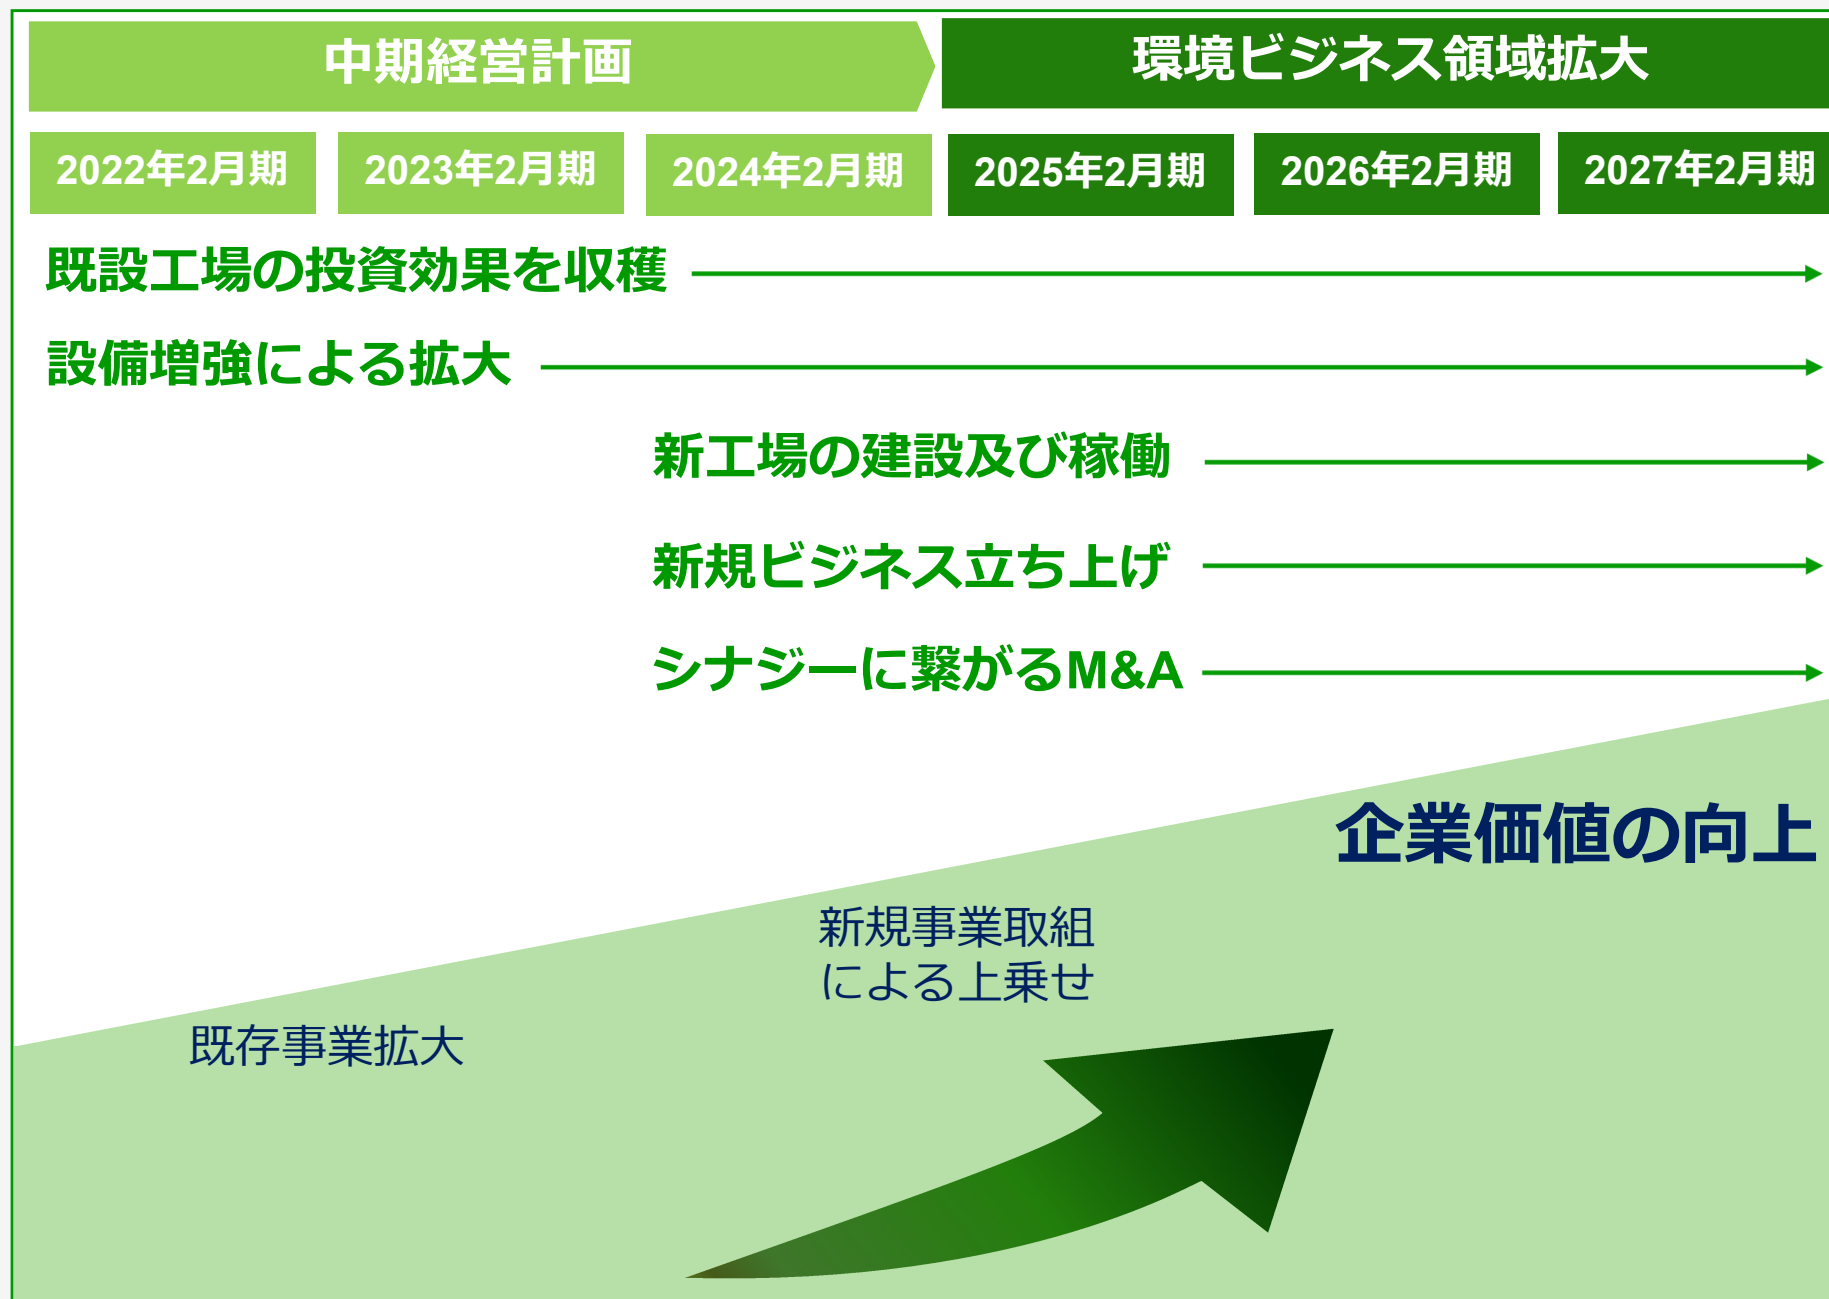 中期経営計画
環境ビジネス領域拡大
2022年2月期
2023年2月期
2024年2月期
2025年2月期
2026年2月期
2027年2月期
既設工場の投資効果を収穫
設備増強による拡大
新工場の建設及び稼働
新規ビジネス立ち上げ
シナジーに繋がるM&A
企業価値の向上
新規事業取組
による上乗せ
既存事業拡大